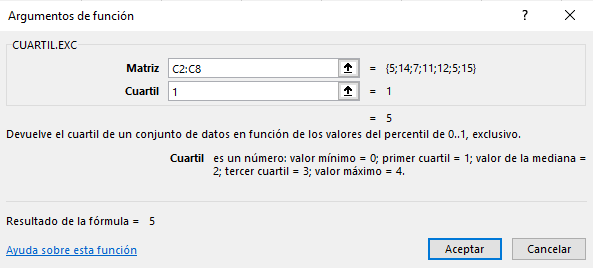 Argumentos de función ? ×
CUARTIL.EXC
Matriz C2:C8 = {5;14;7;11;12;5;15}
Cuartil 1 = 1
= 5
Devuelve el cuartil de un conjunto de datos en función de los valores del percentil de 0..1, exclusivo.
Cuartil es un número: valor mínimo = 0; primer cuartil = 1; valor de la mediana =
2; tercer cuartil = 3; valor máximo = 4.
Resultado de la fórmula = 5
Ayuda sobre esta función Aceptar Cancelar